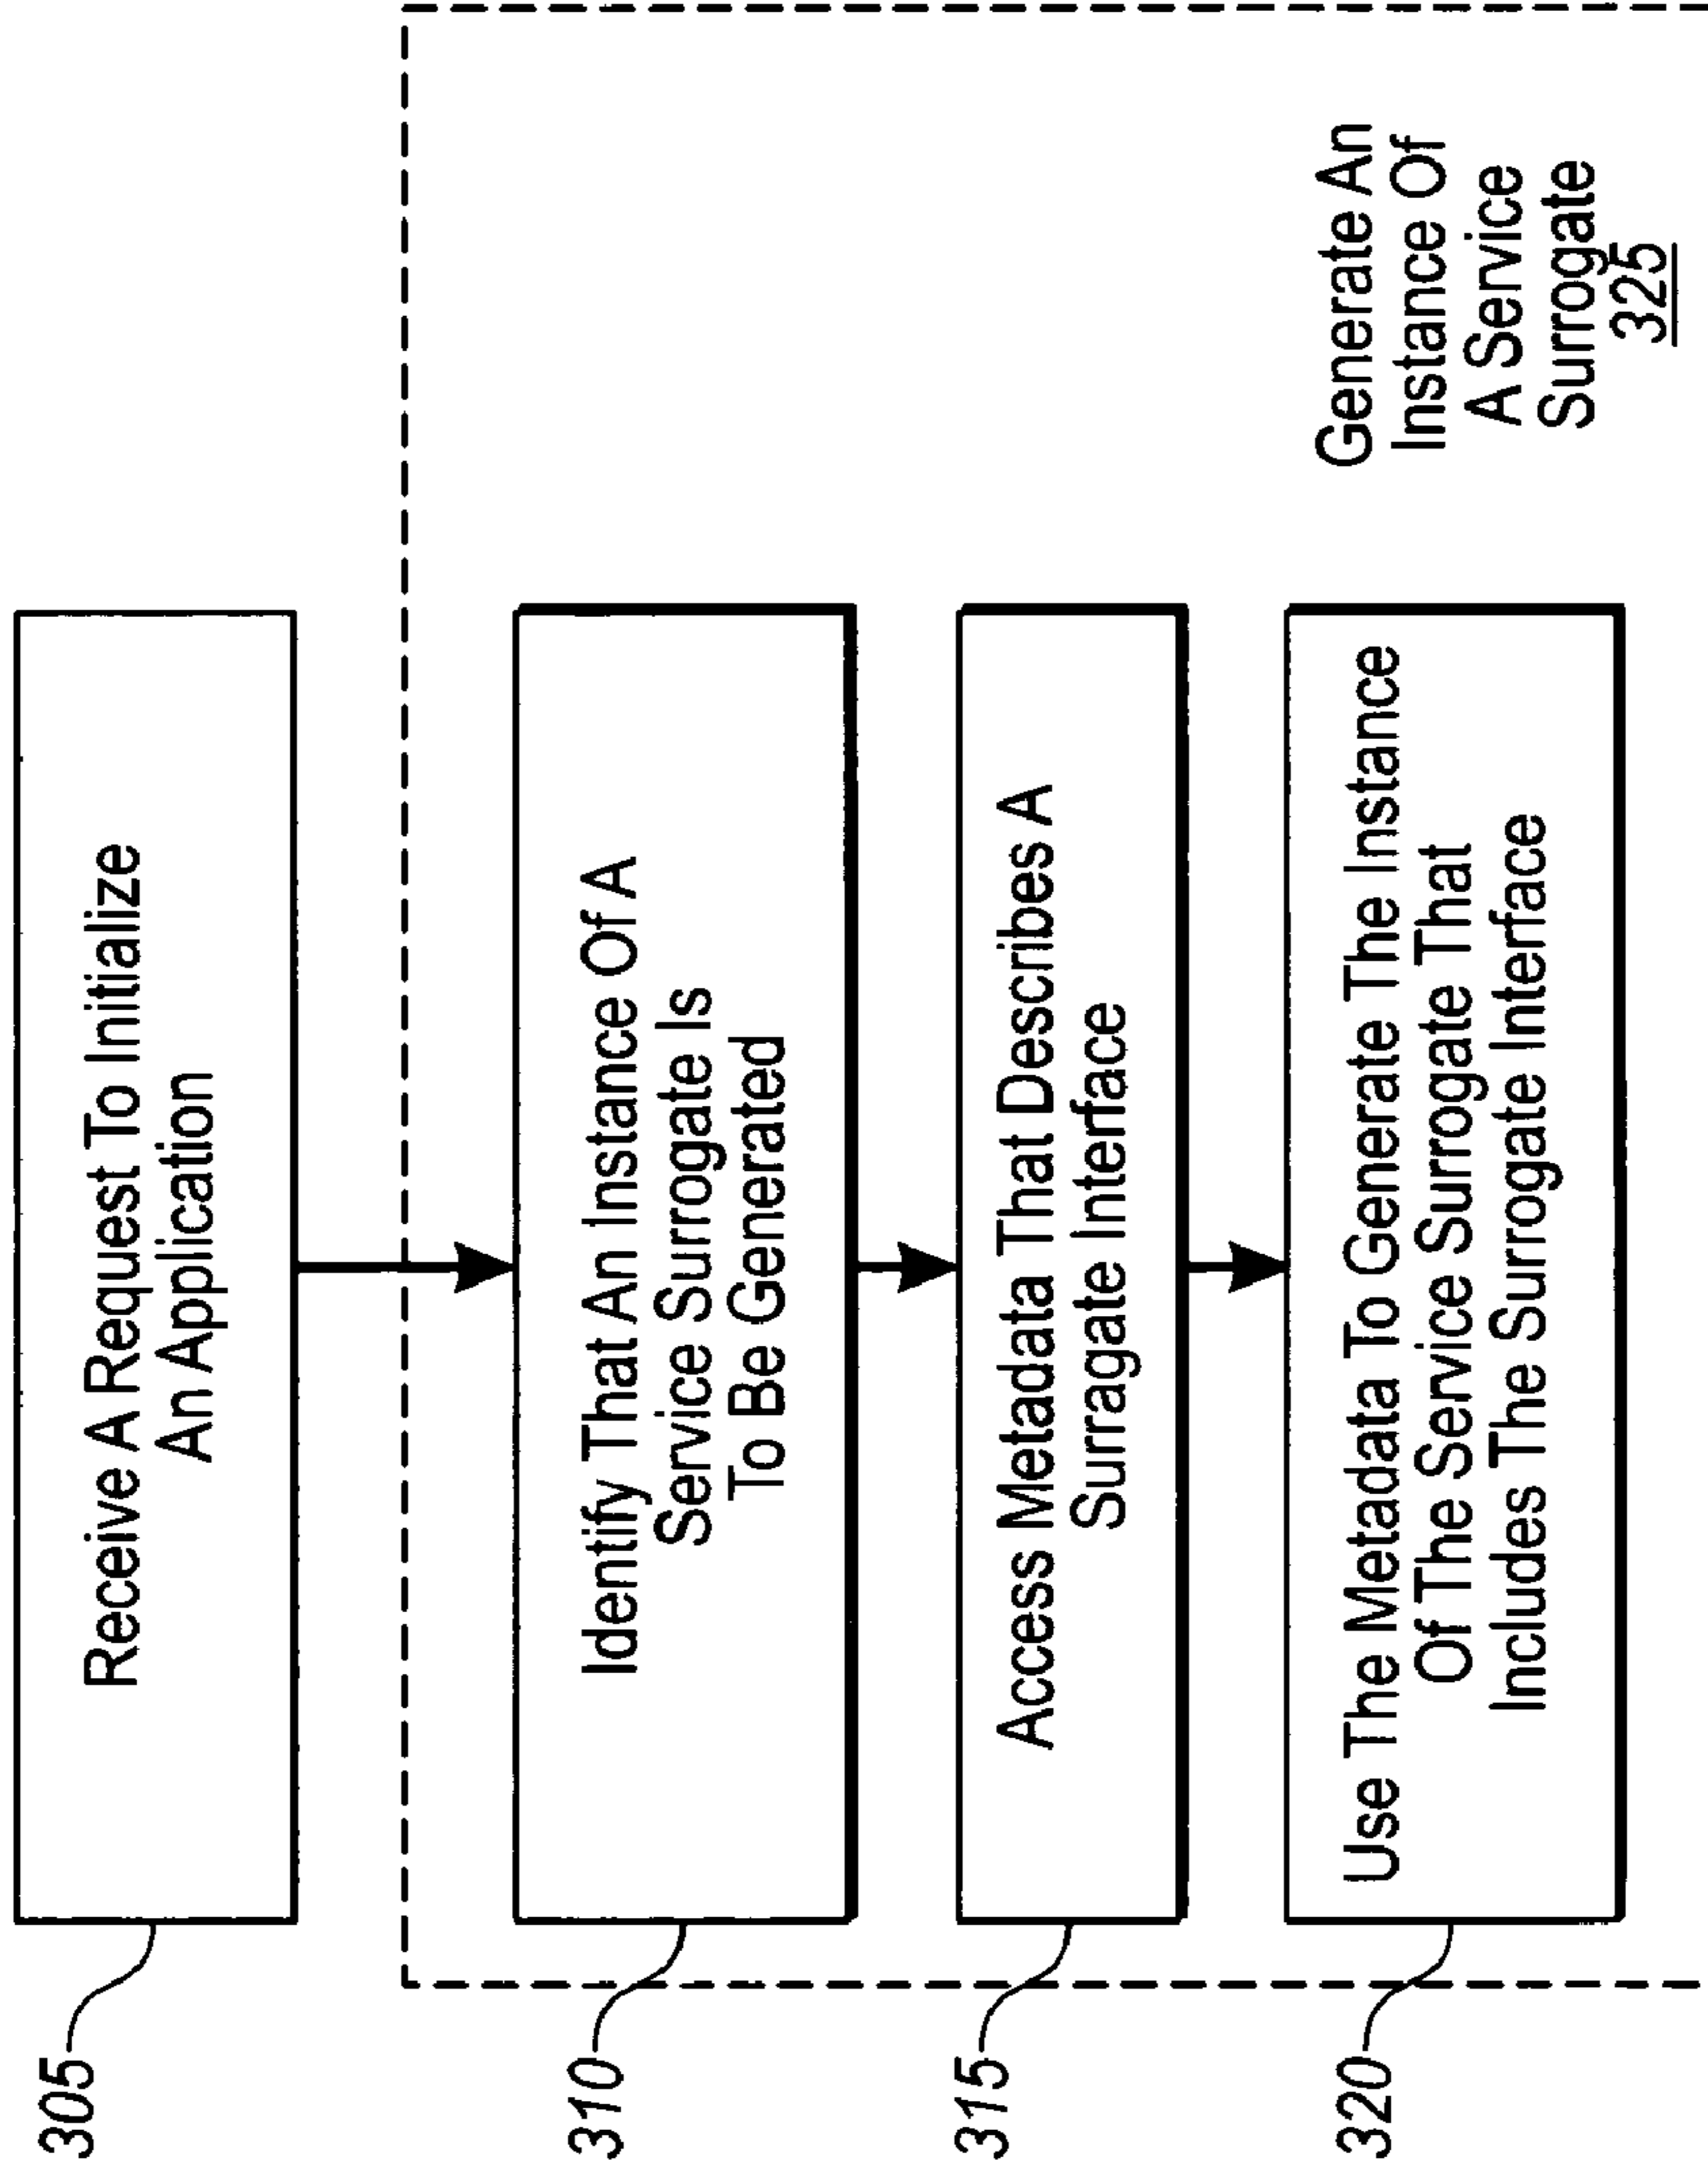 305
Receive A Request To Initialize
An Application
310
Identify That An Instance Of A
Service Surrogate Is
To Be Generated
315
Access Metadata That Describes A
Surragate Interface
320
Use The Metadata To Generate The Instance
Of The Service Surrogate That
Includes The Surrogate Interface
Generate An
Instance Of
A Service
Surrogate
325